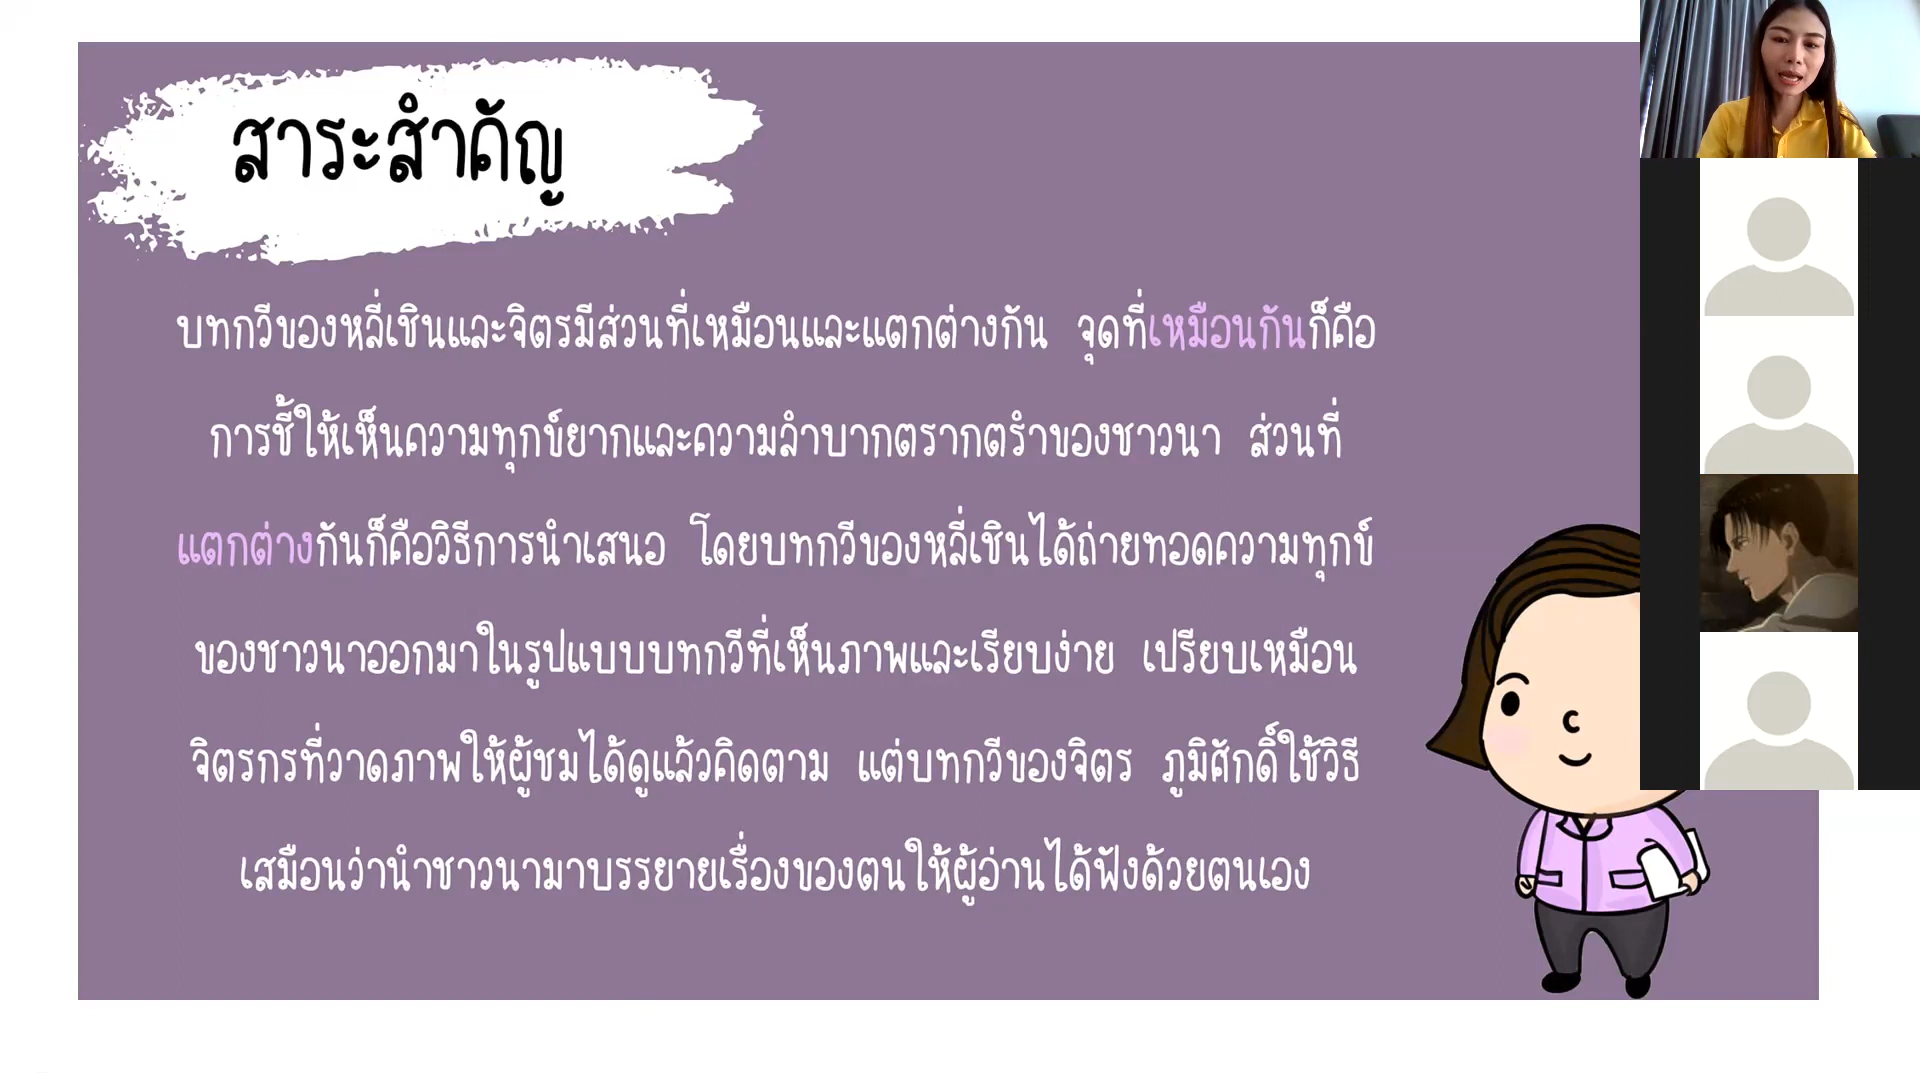 สาระสำคัญ
บทกวีของหลี่เชินและจิตรมีส่วนที่เหมือนและแตกต่างกัน จุดที่เหมือนกันก็คือ
การชี้ให้เห็นความทุกข์ยากและความลำบากตรากตรำของชาวนา ส่วนที่
แตกต่างกันก็คือวิธีการนำเสนอ โดยบทกวีของหลี่เชินได้ถ่ายทอดความทุกข์
ของชาวนาออกมาในรูปแบบบทกวีที่เห็นภาพและเรียบง่าย เปรียบเหมือน
จิตรกรที่วาดภาพให้ผู้ชมได้ดูแล้วคิดตาม แต่บทกวีของจิตร ภูมิศักดิ์ใช้วิธี
เสมือนว่านำชาวนามาบรรยายเรื่องของตนให้ผู้อ่านได้ฟังด้วยตนเอง